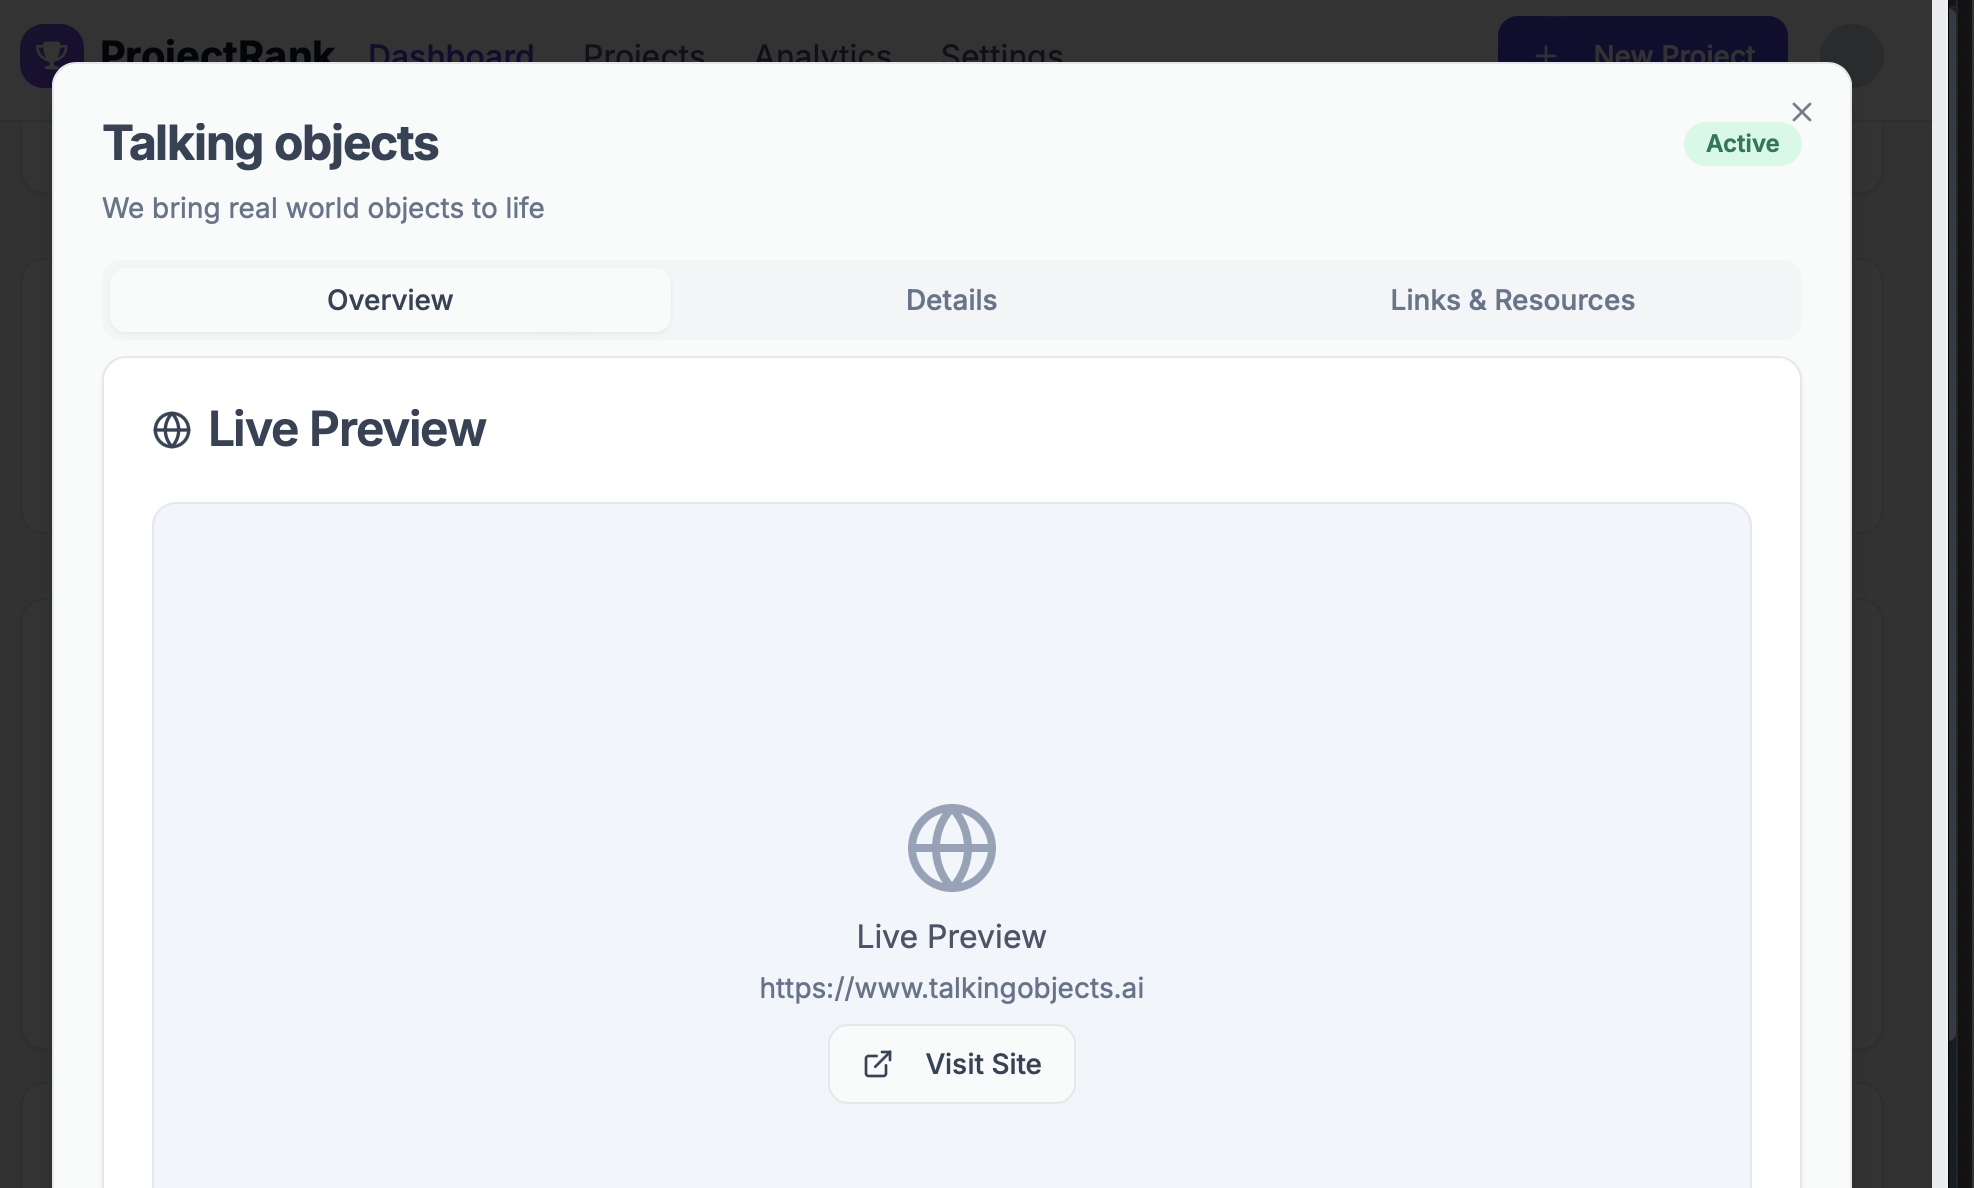 ProjectRank Dashboard Projects Analytics Settings New Project
Talking objects
Active
We bring real world objects to life
Overview Details Links & Resources
Live Preview
Live Preview
https://www.talkingobjects.ai
Visit Site